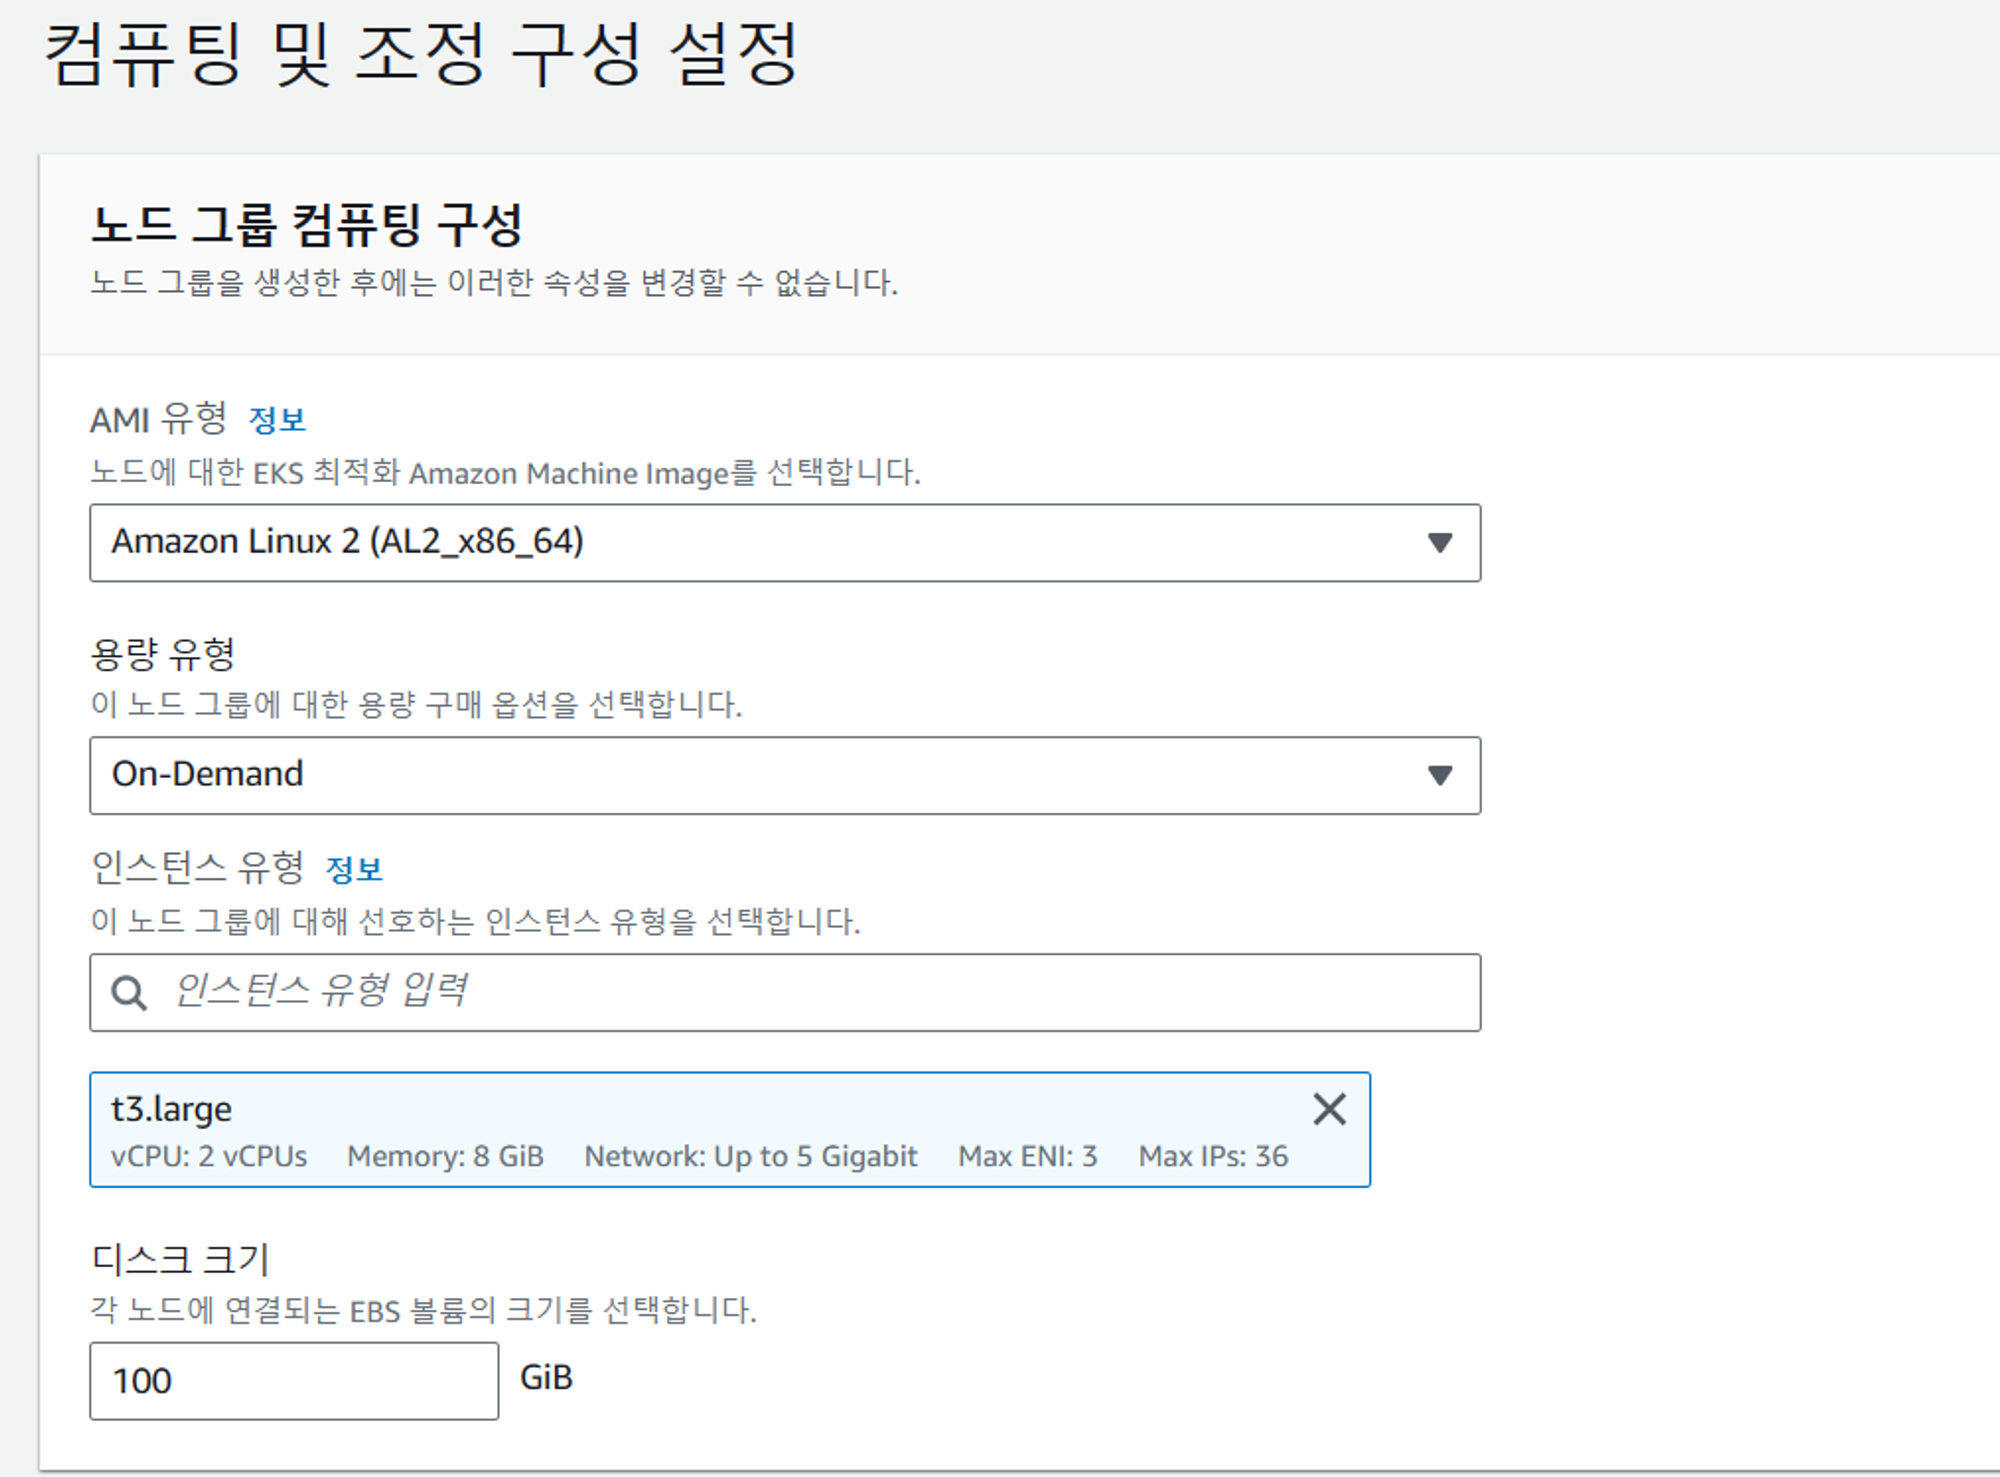 컴퓨팅 및 조정 구성 설정
노드 그룹 컴퓨팅 구성
노드 그룹을 생성한 후에는 이러한 속성을 변경할 수 없습니다.
AMI 유형 정보
노드에 대한 EKS 최적화 Amazon Machine Image를 선택합니다.
Amazon Linux 2 (AL2_x86_64)
용량 유형
이 노드 그룹에 대한 용량 구매 옵션을 선택합니다.
On-Demand
인스턴스 유형 정보
이 노드 그룹에 대해 선호하는 인스턴스 유형을 선택합니다.
인스턴스 유형 입력
t3.large
vCPU: 2 vCPUs Memory: 8 GiB Network: Up to 5 Gigabit Max ENI: 3 Max IPs: 36
디스크 크기
각 노드에 연결되는 EBS 볼륨의 크기를 선택합니다.
100 GiB